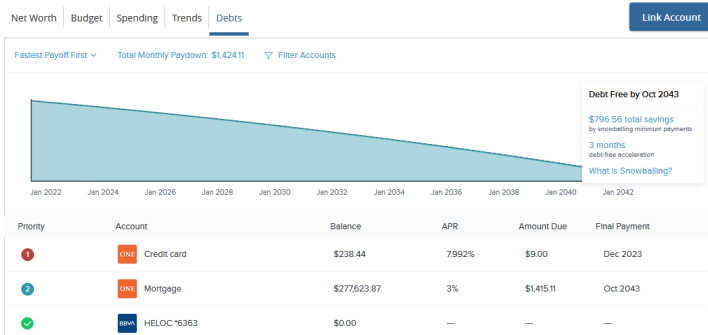 Net Worth Budget Spending Trends Debts Link Account
Fastest Payoff First Total Monthly Paydown: $1,424.11 Filter Accounts
Debt Free by Oct 2043
$796.56 total savings
by snowballing minimum payments
3 months
debt-free acceleration
What is Snowballing?
Jan 2022 Jan 2024 Jan 2026 Jan 2028 Jan 2030 Jan 2032 Jan 2034 Jan 2036 Jan 2038 Jan 2040 Jan 2042
Priority Account Balance APR Amount Due Final Payment
1 ONE Credit card $238.44 7.992% $9.00 Dec 2023
2 ONE Mortgage $277,623.87 3% $1,415.11 Oct 2043
BBVA HELOC *6363 $0.00 --- --- ---